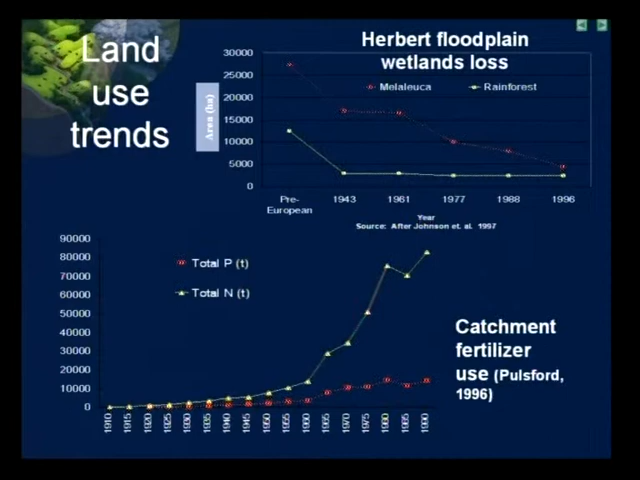 Land
use
trends
Herbert floodplain
wetlands loss
30000
25000
20000
15000
10000
5000
0
Area (ha)
Melaleuca
Rainforest
Pre-
European
1943
1961
1977
1988
1996
Year
Source: After Johnson et. al. 1997
90000
80000
70000
60000
50000
40000
30000
20000
10000
0
Total P (t)
Total N (t)
1910
1915
1920
1925
1930
1935
1940
1945
1950
1955
1960
1965
1970
1975
1980
1985
1990
Catchment
fertilizer
use (Pulsford,
1996)